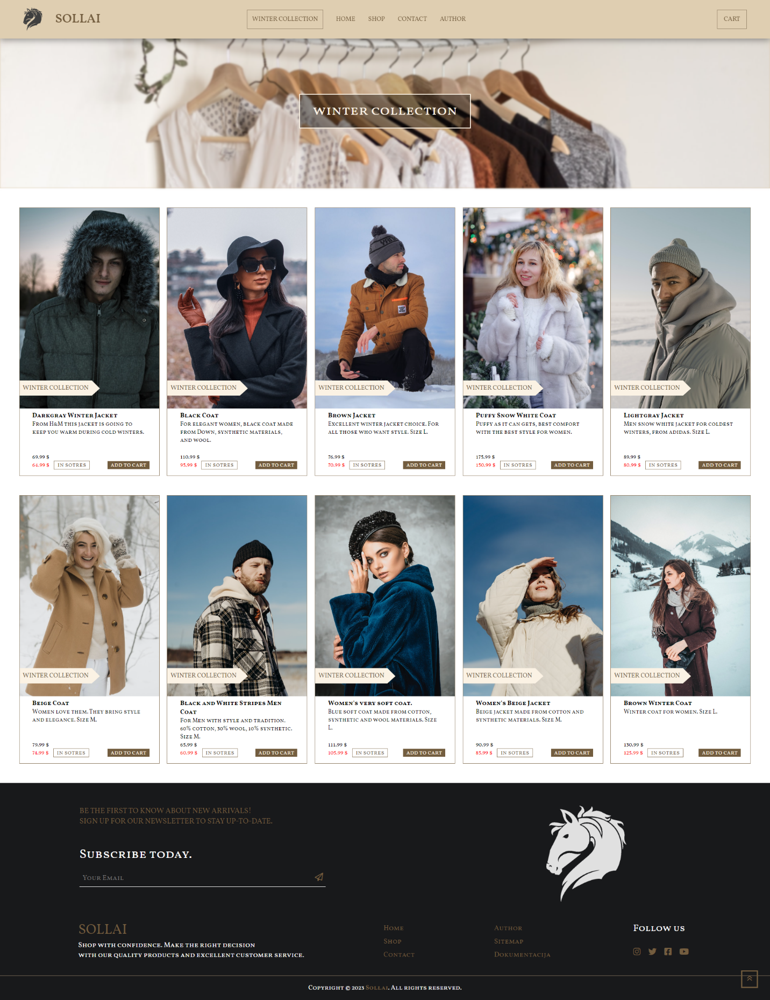 SOLLAI
WINTER COLLECTION
HOME
SHOP
CONTACT
AUTHOR
CART
WINTER COLLECTION
WINTER COLLECTION
WINTER COLLECTION
WINTER COLLECTION
WINTER COLLECTION
WINTER COLLECTION
Darkgray Winter Jacket
From H&M this jacket is going to
keep you warm during cold winters.
69.99 $
64.99 $
IN SOTRES
ADD TO CART
Black Coat
For elegant women, black coat made
from Down, synthetic materials,
and wool.
110.99 $
95.99 $
IN SOTRES
ADD TO CART
Brown Jacket
Excellent winter jacket choice. For
all those who want style. Size L.
76.99 $
70.99 $
IN SOTRES
ADD TO CART
Puffy Snow White Coat
Puffy as it can gets, best comfort
with the best style for women.
175.99 $
150.99 $
IN SOTRES
ADD TO CART
Lightgray Jacket
Men snow white jacket for coldest
winters, from adidas. Size L.
89.99 $
80.99 $
IN SOTRES
ADD TO CART
WINTER COLLECTION
WINTER COLLECTION
WINTER COLLECTION
WINTER COLLECTION
WINTER COLLECTION
Beige Coat
Women love them. They bring style
and elegance. Size M.
79.99 $
74.99 $
IN SOTRES
ADD TO CART
Black and White Stripes Men
Coat
For Men with style and tradition.
60% cotton, 30% wool, 10% synthetic.
Size M.
65.99 $
60.99 $
IN SOTRES
ADD TO CART
Women's very soft coat.
Blue soft coat made from cotton,
synthetic and wool materials. Size
L.
111.99 $
105.99 $
IN SOTRES
ADD TO CART
Women's Beige Jacket
Beige jacket made from cotton and
synthetic materials. Size M.
90.99 $
85.99 $
IN SOTRES
ADD TO CART
Brown Winter Coat
Winter coat for women. Size L.
130.99 $
125.99 $
IN SOTRES
ADD TO CART
BE THE FIRST TO KNOW ABOUT NEW ARRIVALS!
SIGN UP FOR OUR NEWSLETTER TO STAY UP-TO-DATE.
Subscribe today.
Your Email
SOLLAI
Shop with confidence. Make the right decision
with our quality products and excellent customer service.
Home
Shop
Contact
Author
Sitemap
Dokumentacija
Follow us
Copyright © 2023 Sollai. All rights reserved.